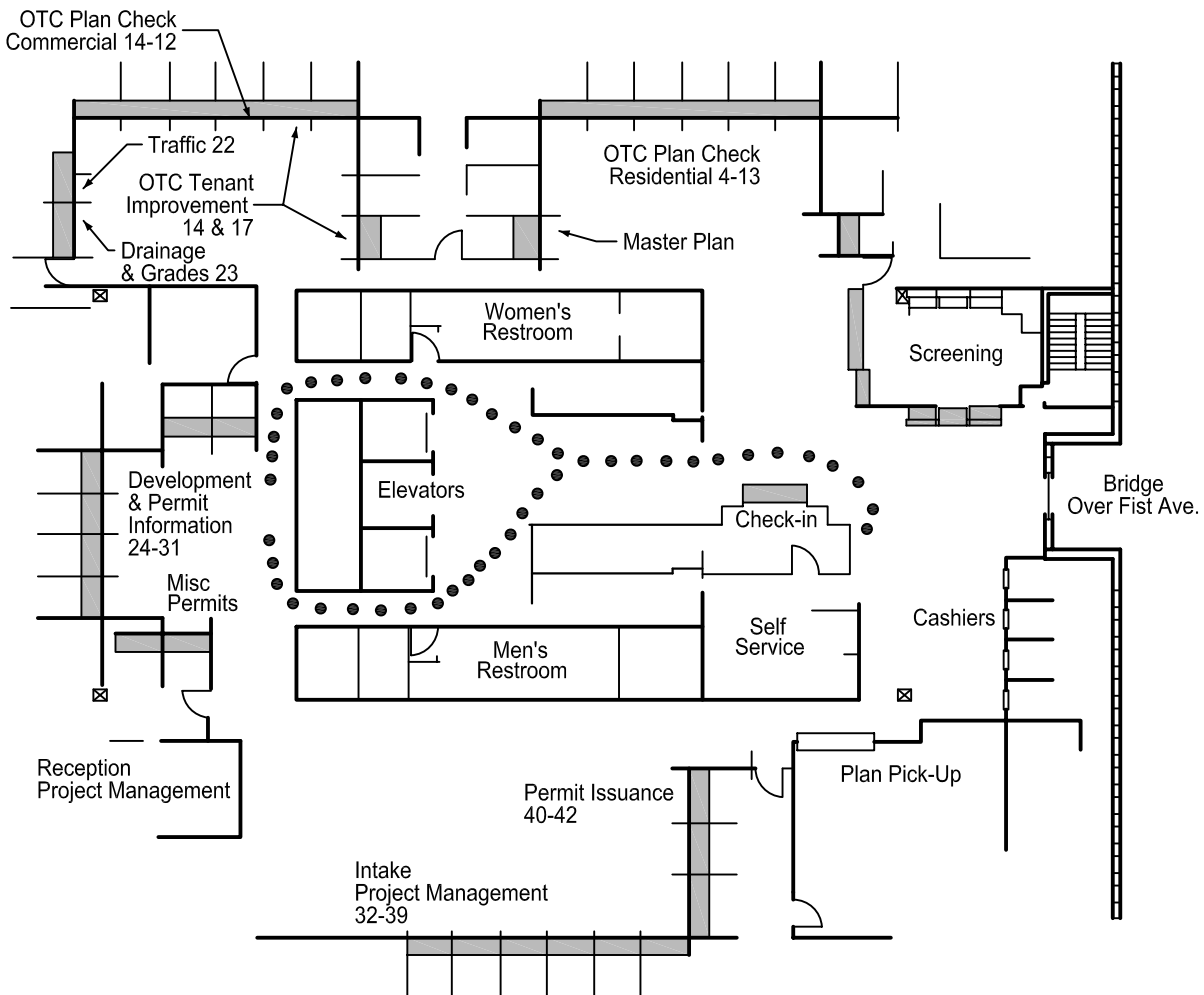 OTC Plan Check
Commercial 14-12
Traffic 22
OTC Tenant
Improvement
14 & 17
Drainage
& Grades 23
OTC Plan Check
Residential 4-13
Master Plan
Women's
Restroom
Screening
Elevators
Development
& Permit
Information
24-31
Check-in
Bridge
Over Fist Ave.
Misc
Permits
Cashiers
Self
Service
Men's
Restroom
Reception
Project Management
Plan Pick-Up
Permit Issuance
40-42
Intake
Project Management
32-39